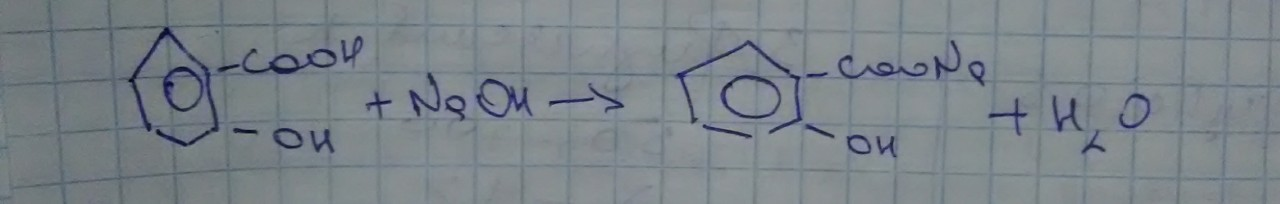 -COOH + NaOH → -COONa + H₂O
-OH -OH